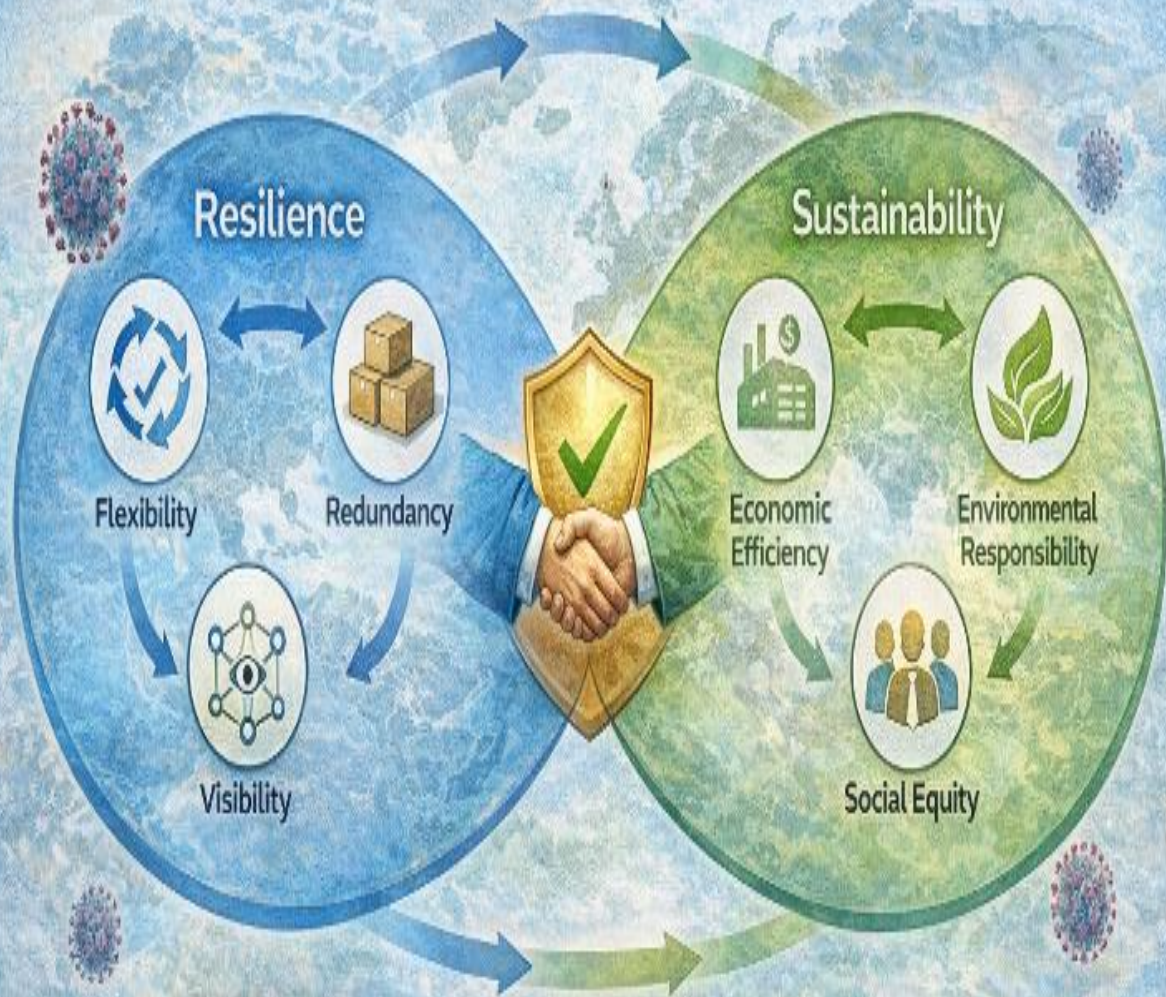 Resilience
Sustainability
Flexibility
Redundancy
Economic
Efficiency
Environmental
Responsibility
$
Visibility
Social Equity